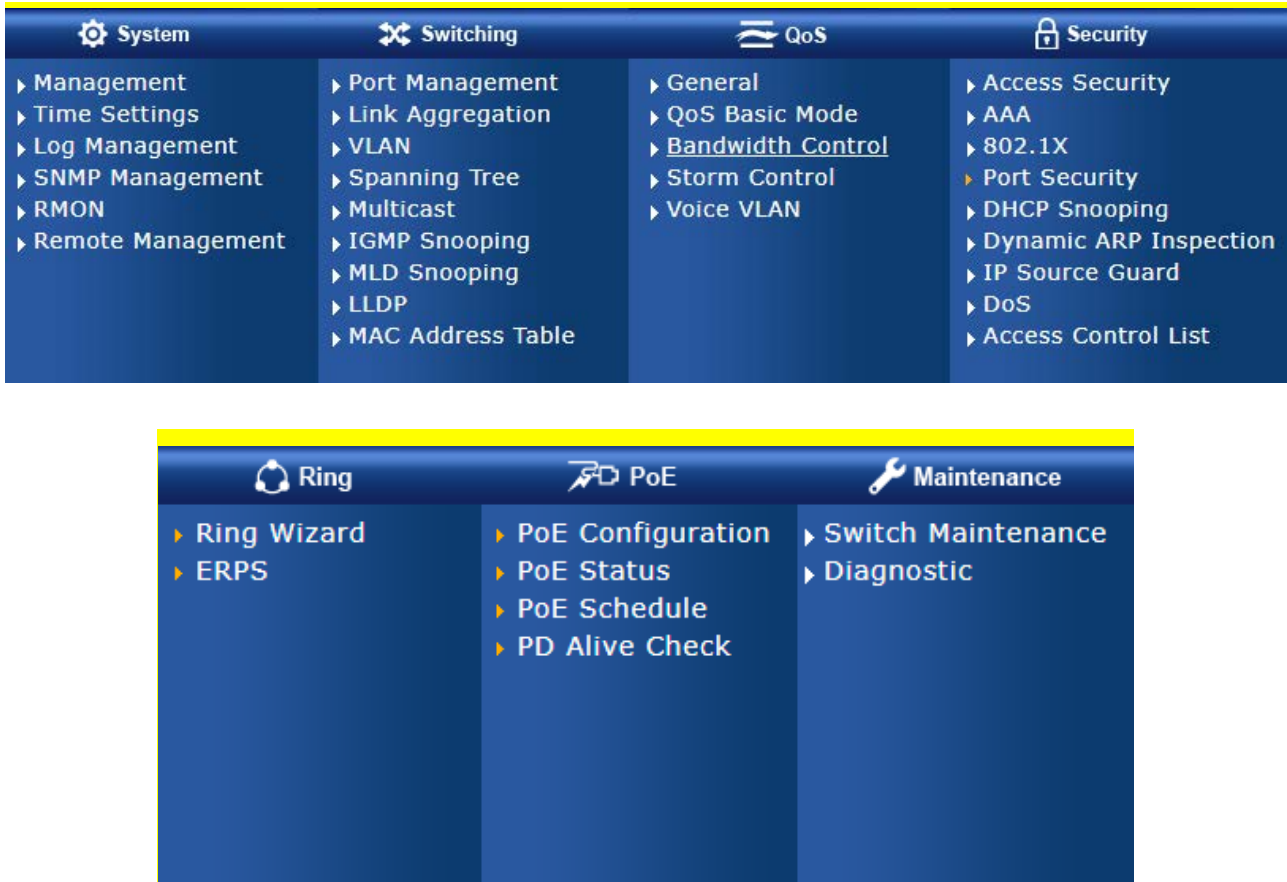 System
Management
Time Settings
Log Management
SNMP Management
RMON
Remote Management
Switching
Port Management
Link Aggregation
VLAN
Spanning Tree
Multicast
IGMP Snooping
MLD Snooping
LLDP
MAC Address Table
QoS
General
QoS Basic Mode
Bandwidth Control
Storm Control
Voice VLAN
Security
Access Security
AAA
802.1X
Port Security
DHCP Snooping
Dynamic ARP Inspection
IP Source Guard
DoS
Access Control List
Ring
Ring Wizard
ERPS
PoE
PoE Configuration
PoE Status
PoE Schedule
PD Alive Check
Maintenance
Switch Maintenance
Diagnostic